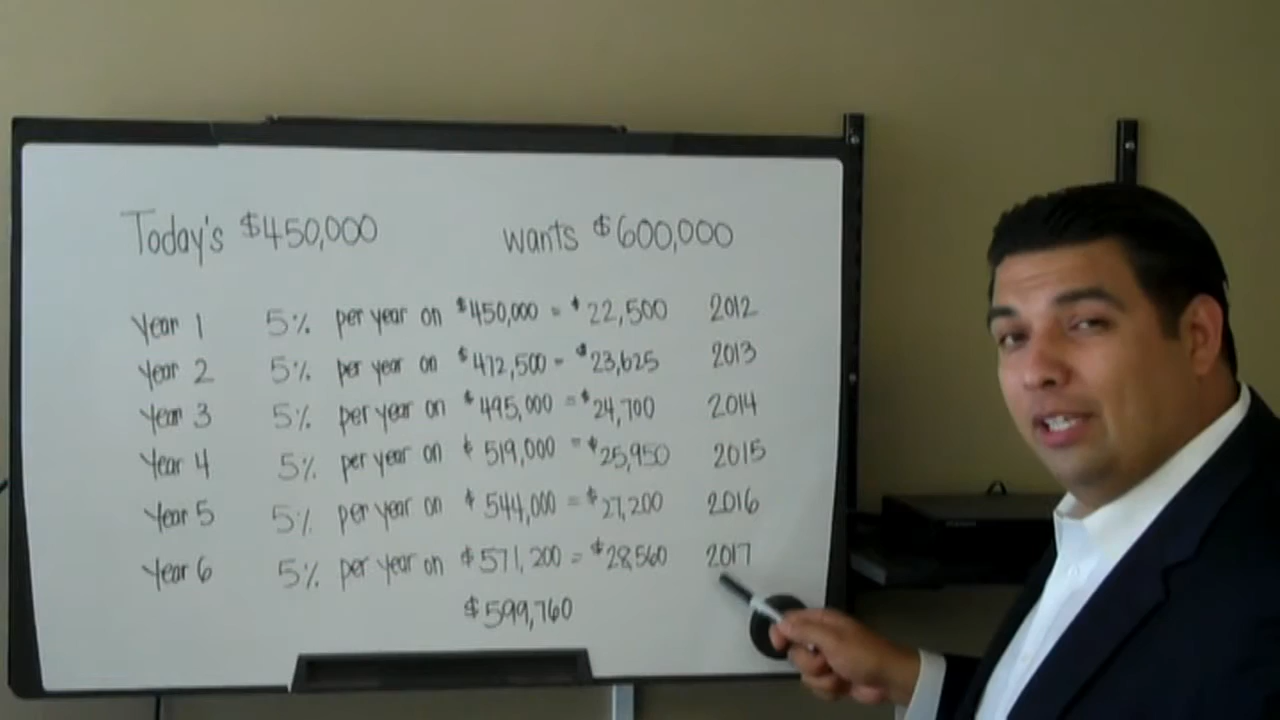 Today's $450,000 wants $600,000
Year 1 5% per year on $450,000 = $22,500 2012
Year 2 5% per year on $472,500 = $23,625 2013
Year 3 5% per year on $495,000 = $24,700 2014
Year 4 5% per year on $519,000 = $25,950 2015
Year 5 5% per year on $544,000 = $27,200 2016
Year 6 5% per year on $571,200 = $28,560 2017
$599,760